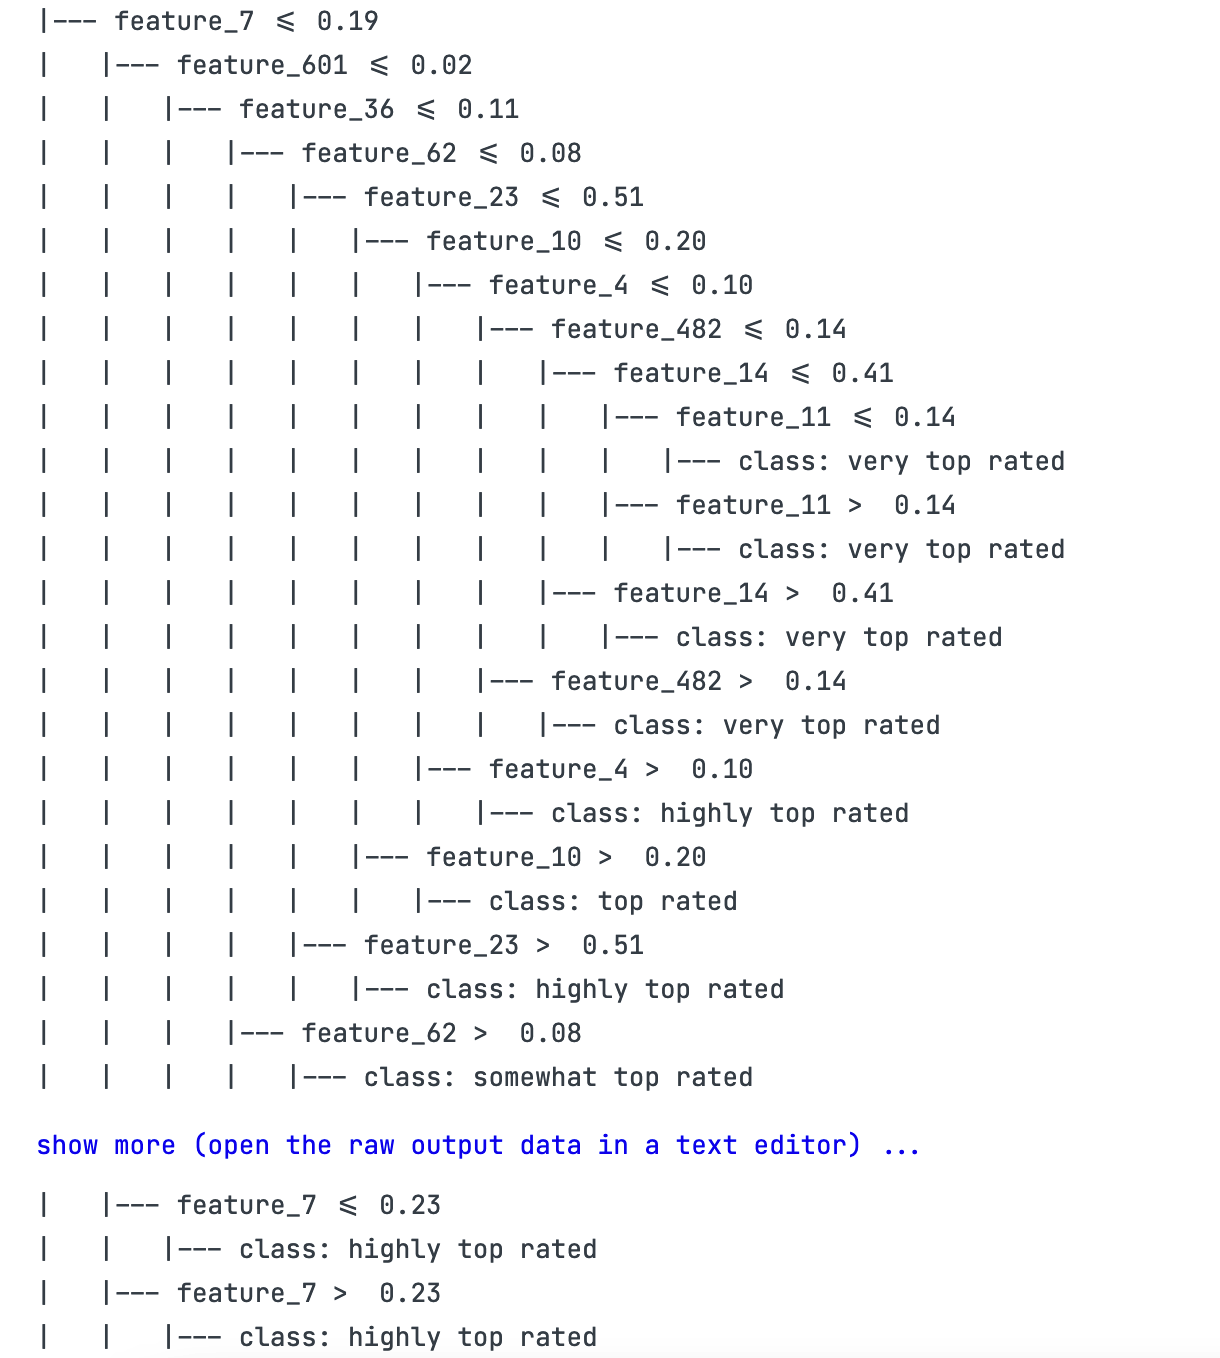 |--- feature_7 <= 0.19
|   |--- feature_601 <= 0.02
|   |   |--- feature_36 <= 0.11
|   |   |   |--- feature_62 <= 0.08
|   |   |   |   |--- feature_23 <= 0.51
|   |   |   |   |   |--- feature_10 <= 0.20
|   |   |   |   |   |   |--- feature_4 <= 0.10
|   |   |   |   |   |   |   |--- feature_482 <= 0.14
|   |   |   |   |   |   |   |   |--- feature_14 <= 0.41
|   |   |   |   |   |   |   |   |   |--- feature_11 <= 0.14
|   |   |   |   |   |   |   |   |   |   |--- class: very top rated
|   |   |   |   |   |   |   |   |   |--- feature_11 >  0.14
|   |   |   |   |   |   |   |   |   |   |--- class: very top rated
|   |   |   |   |   |   |   |   |--- feature_14 >  0.41
|   |   |   |   |   |   |   |   |   |--- class: very top rated
|   |   |   |   |   |   |   |--- feature_482 >  0.14
|   |   |   |   |   |   |   |   |--- class: very top rated
|   |   |   |   |   |   |--- feature_4 >  0.10
|   |   |   |   |   |   |   |--- class: highly top rated
|   |   |   |   |   |--- feature_10 >  0.20
|   |   |   |   |   |   |--- class: top rated
|   |   |   |   |--- feature_23 >  0.51
|   |   |   |   |   |--- class: highly top rated
|   |   |   |--- feature_62 >  0.08
|   |   |   |   |--- class: somewhat top rated
show more (open the raw output data in a text editor) ...
|   |--- feature_7 <= 0.23
|   |   |--- class: highly top rated
|   |--- feature_7 >  0.23
|   |   |--- class: highly top rated